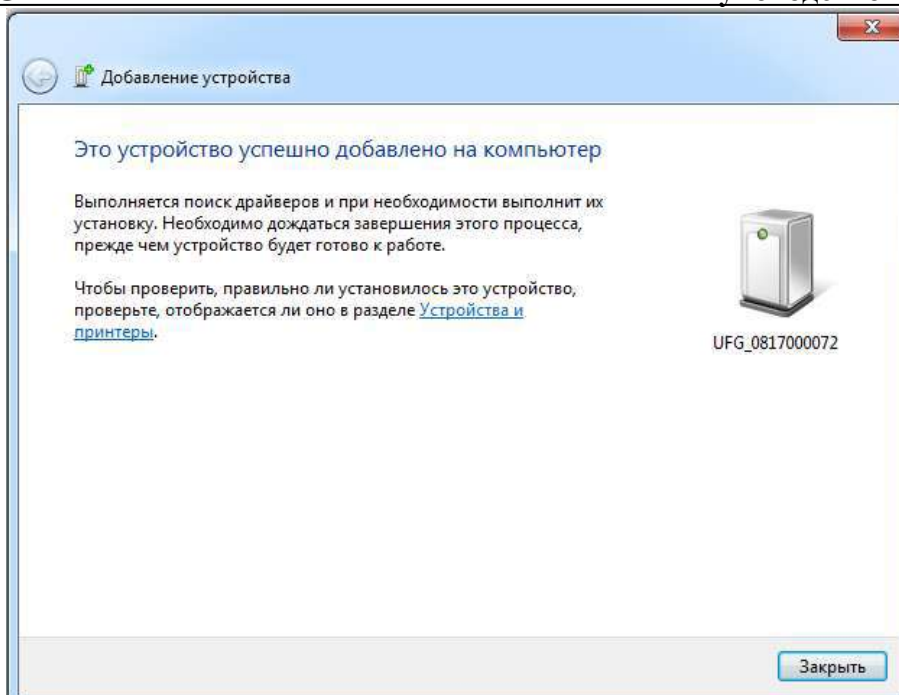 Добавление устройства
Это устройство успешно добавлено на компьютер
Выполняется поиск драйверов и при необходимости выполнит их
установку. Необходимо дождаться завершения этого процесса,
прежде чем устройство будет готово к работе.
Чтобы проверить, правильно ли установилось это устройство,
проверьте, отображается ли оно в разделе Устройства и
принтеры.
UFG_0817000072
Закрыть